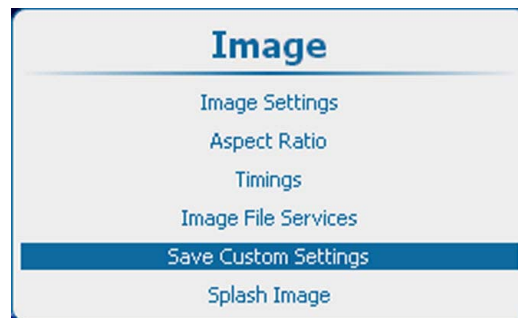 Image
Image Settings
Aspect Ratio
Timings
Image File Services
Save Custom Settings
Splash Image